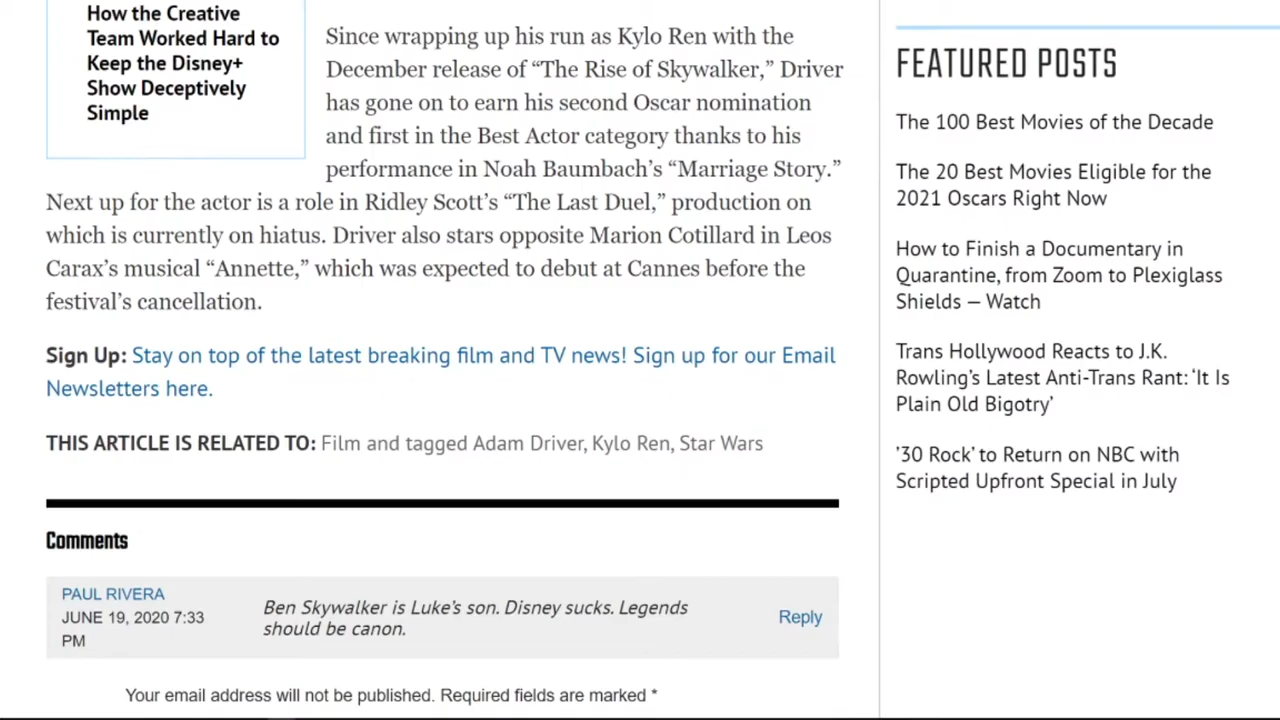 How the Creative
Team Worked Hard to
Keep the Disney+
Show Deceptively
Simple
Since wrapping up his run as Kylo Ren with the
December release of “The Rise of Skywalker,” Driver
has gone on to earn his second Oscar nomination
and first in the Best Actor category thanks to his
performance in Noah Baumbach’s “Marriage Story.”
Next up for the actor is a role in Ridley Scott’s “The Last Duel,” production on
which is currently on hiatus. Driver also stars opposite Marion Cotillard in Leos
Carax’s musical “Annette,” which was expected to debut at Cannes before the
festival’s cancellation.
Sign Up: Stay on top of the latest breaking film and TV news! Sign up for our Email
Newsletters here.
THIS ARTICLE IS RELATED TO: Film and tagged Adam Driver, Kylo Ren, Star Wars
Comments
PAUL RIVERA
JUNE 19, 2020 7:33
PM
Ben Skywalker is Luke’s son. Disney sucks. Legends
should be canon.
Reply
Your email address will not be published. Required fields are marked *
FEATURED POSTS
The 100 Best Movies of the Decade
The 20 Best Movies Eligible for the
2021 Oscars Right Now
How to Finish a Documentary in
Quarantine, from Zoom to Plexiglass
Shields — Watch
Trans Hollywood Reacts to J.K.
Rowling’s Latest Anti-Trans Rant: ‘It Is
Plain Old Bigotry’
’30 Rock’ to Return on NBC with
Scripted Upfront Special in July